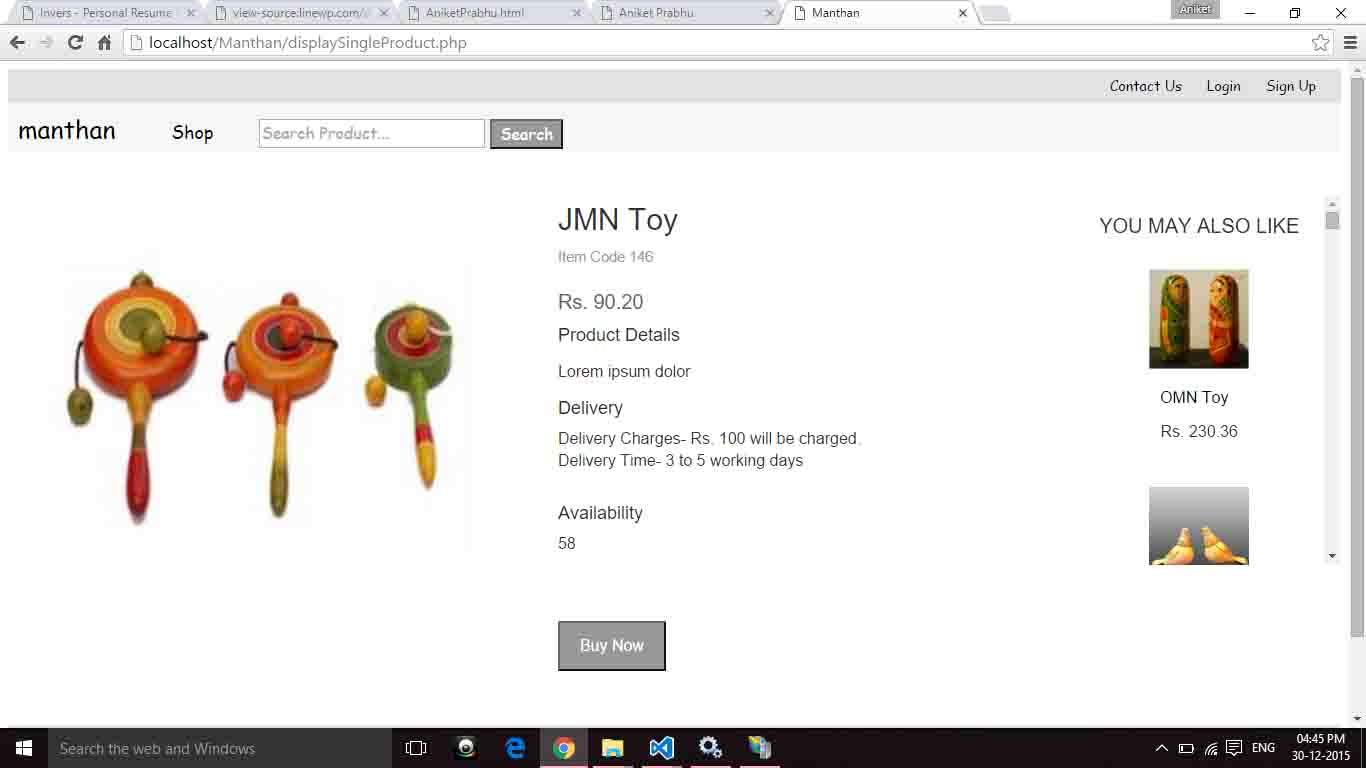 Invers - Personal Resume
view-source:linewp.com/
AniketPrabhu.html
Aniket Prabhu
Manthan
Aniket
localhost/Manthan/displaySingleProduct.php
Contact Us Login Sign Up
manthan Shop Search Product... Search
JMN Toy
Item Code 146
Rs. 90.20
Product Details
Lorem ipsum dolor
Delivery
Delivery Charges- Rs. 100 will be charged.
Delivery Time- 3 to 5 working days
Availability
58
Buy Now
YOU MAY ALSO LIKE
OMN Toy
Rs. 230.36
Search the web and Windows
ENG
04:45 PM
30-12-2015